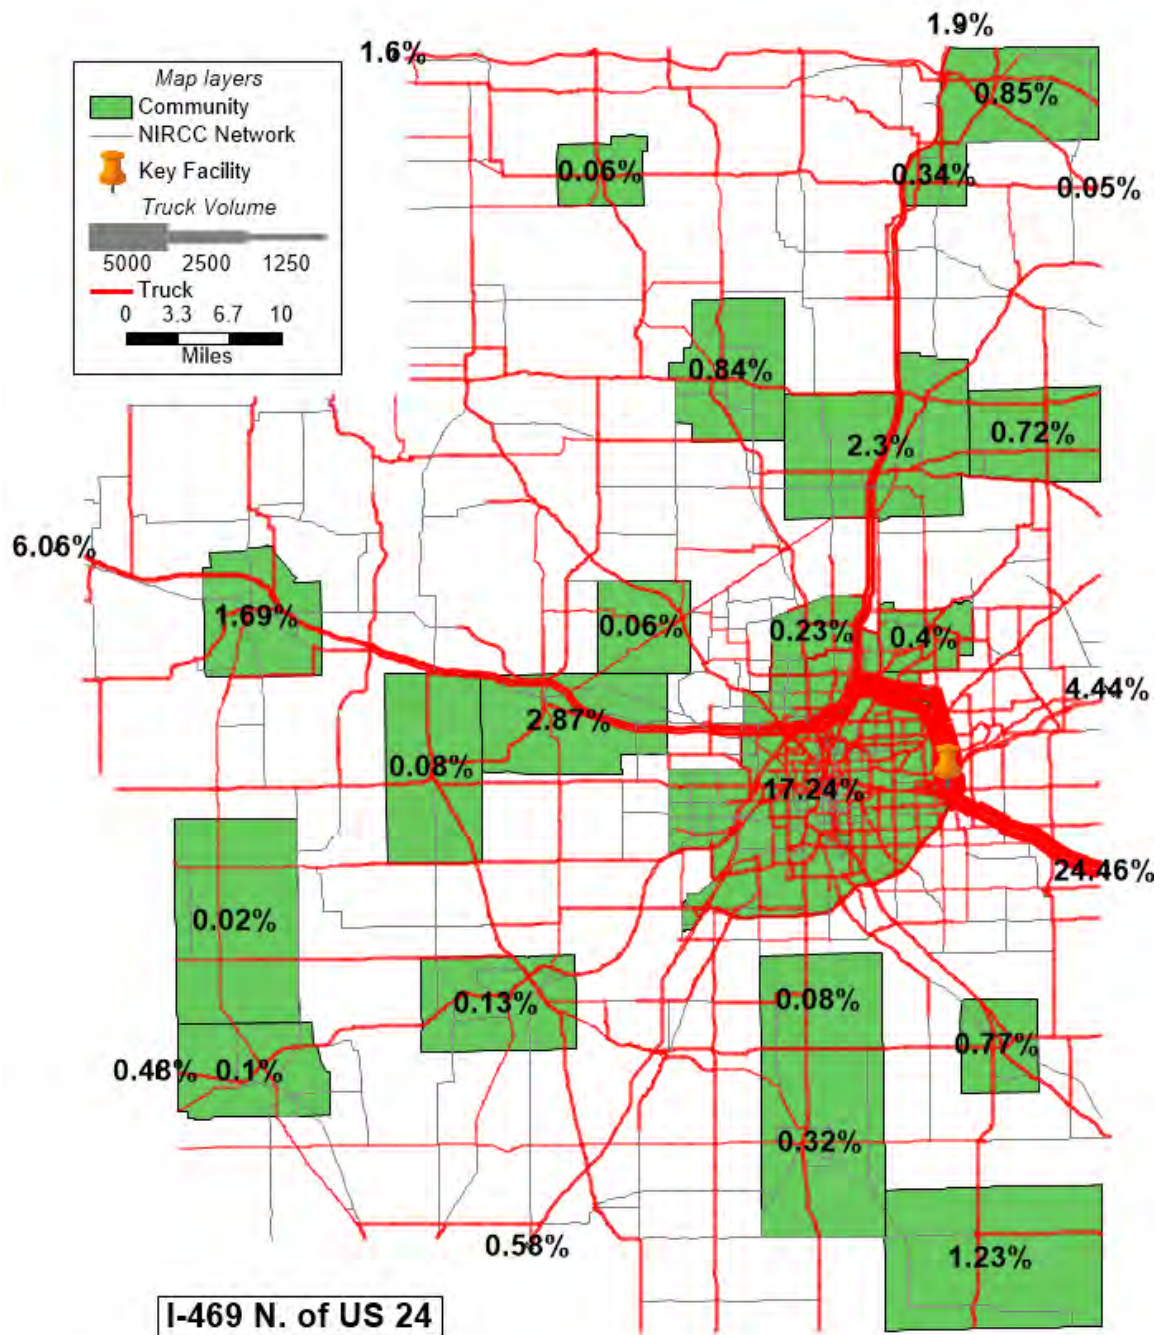 1.9%
1.6%
Map layers
Community
NIRCC Network
Key Facility
Truck Volume
5000 2500 1250
Truck
0 3.3 6.7 10
Miles
0.85%
0.06%
0.34%
0.05%
0.84%
2.3%
0.72%
6.06%
1.69%
0.06%
0.23%
0.4%
4.44%
2.87%
0.08%
17.24%
24.46%
0.02%
0.13%
0.08%
0.77%
0.48%
0.1%
0.32%
0.58%
1.23%
I-469 N. of US 24